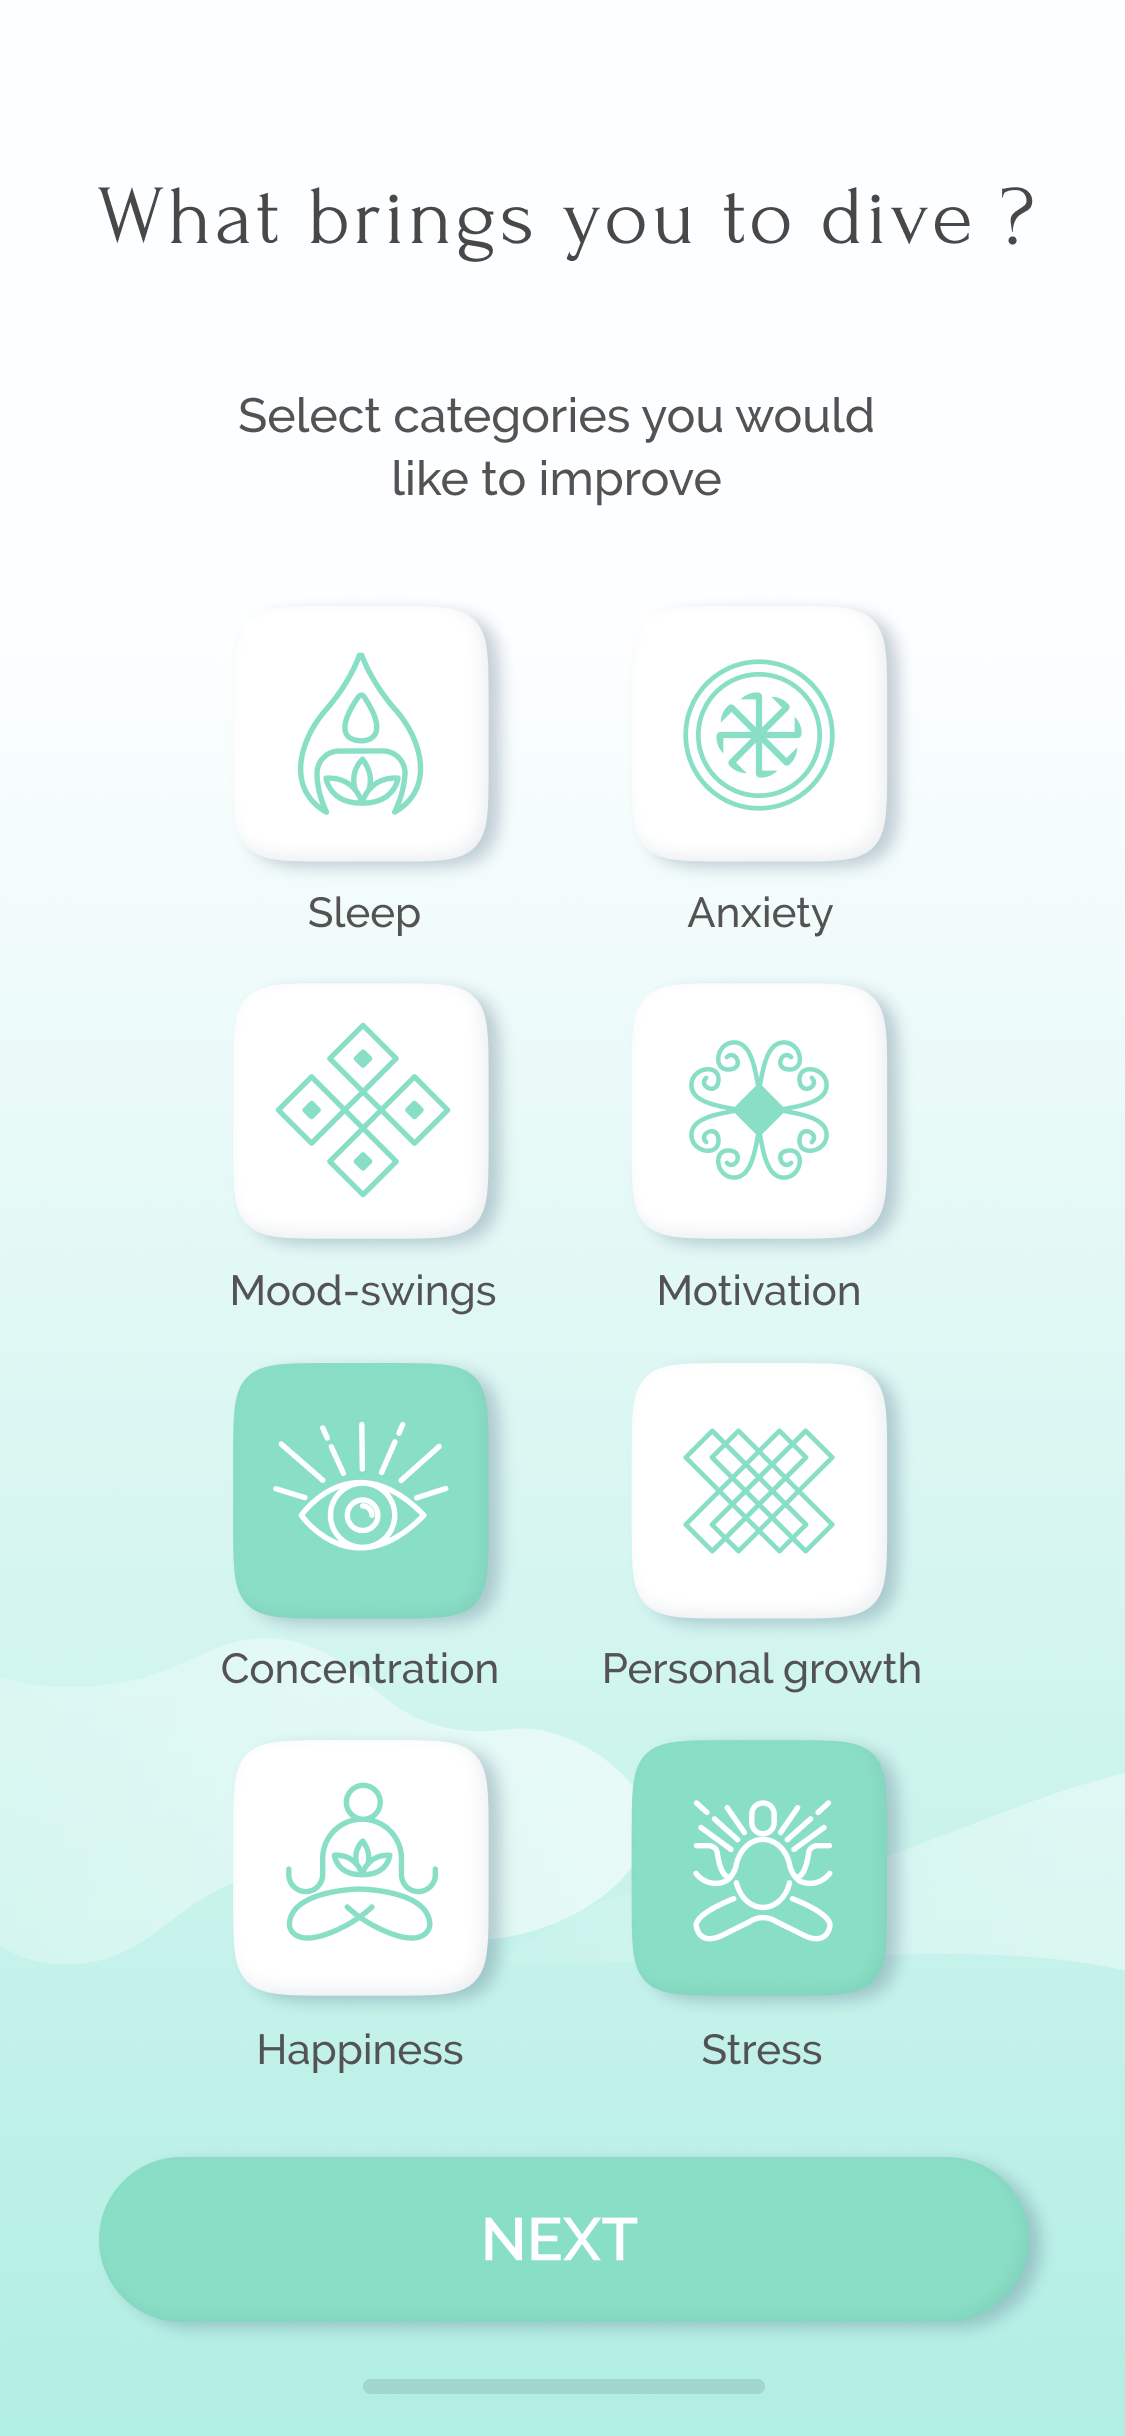 What brings you to dive ?
Select categories you would
like to improve
Sleep
Anxiety
Mood-swings
Motivation
Concentration
Personal growth
Happiness
Stress
NEXT